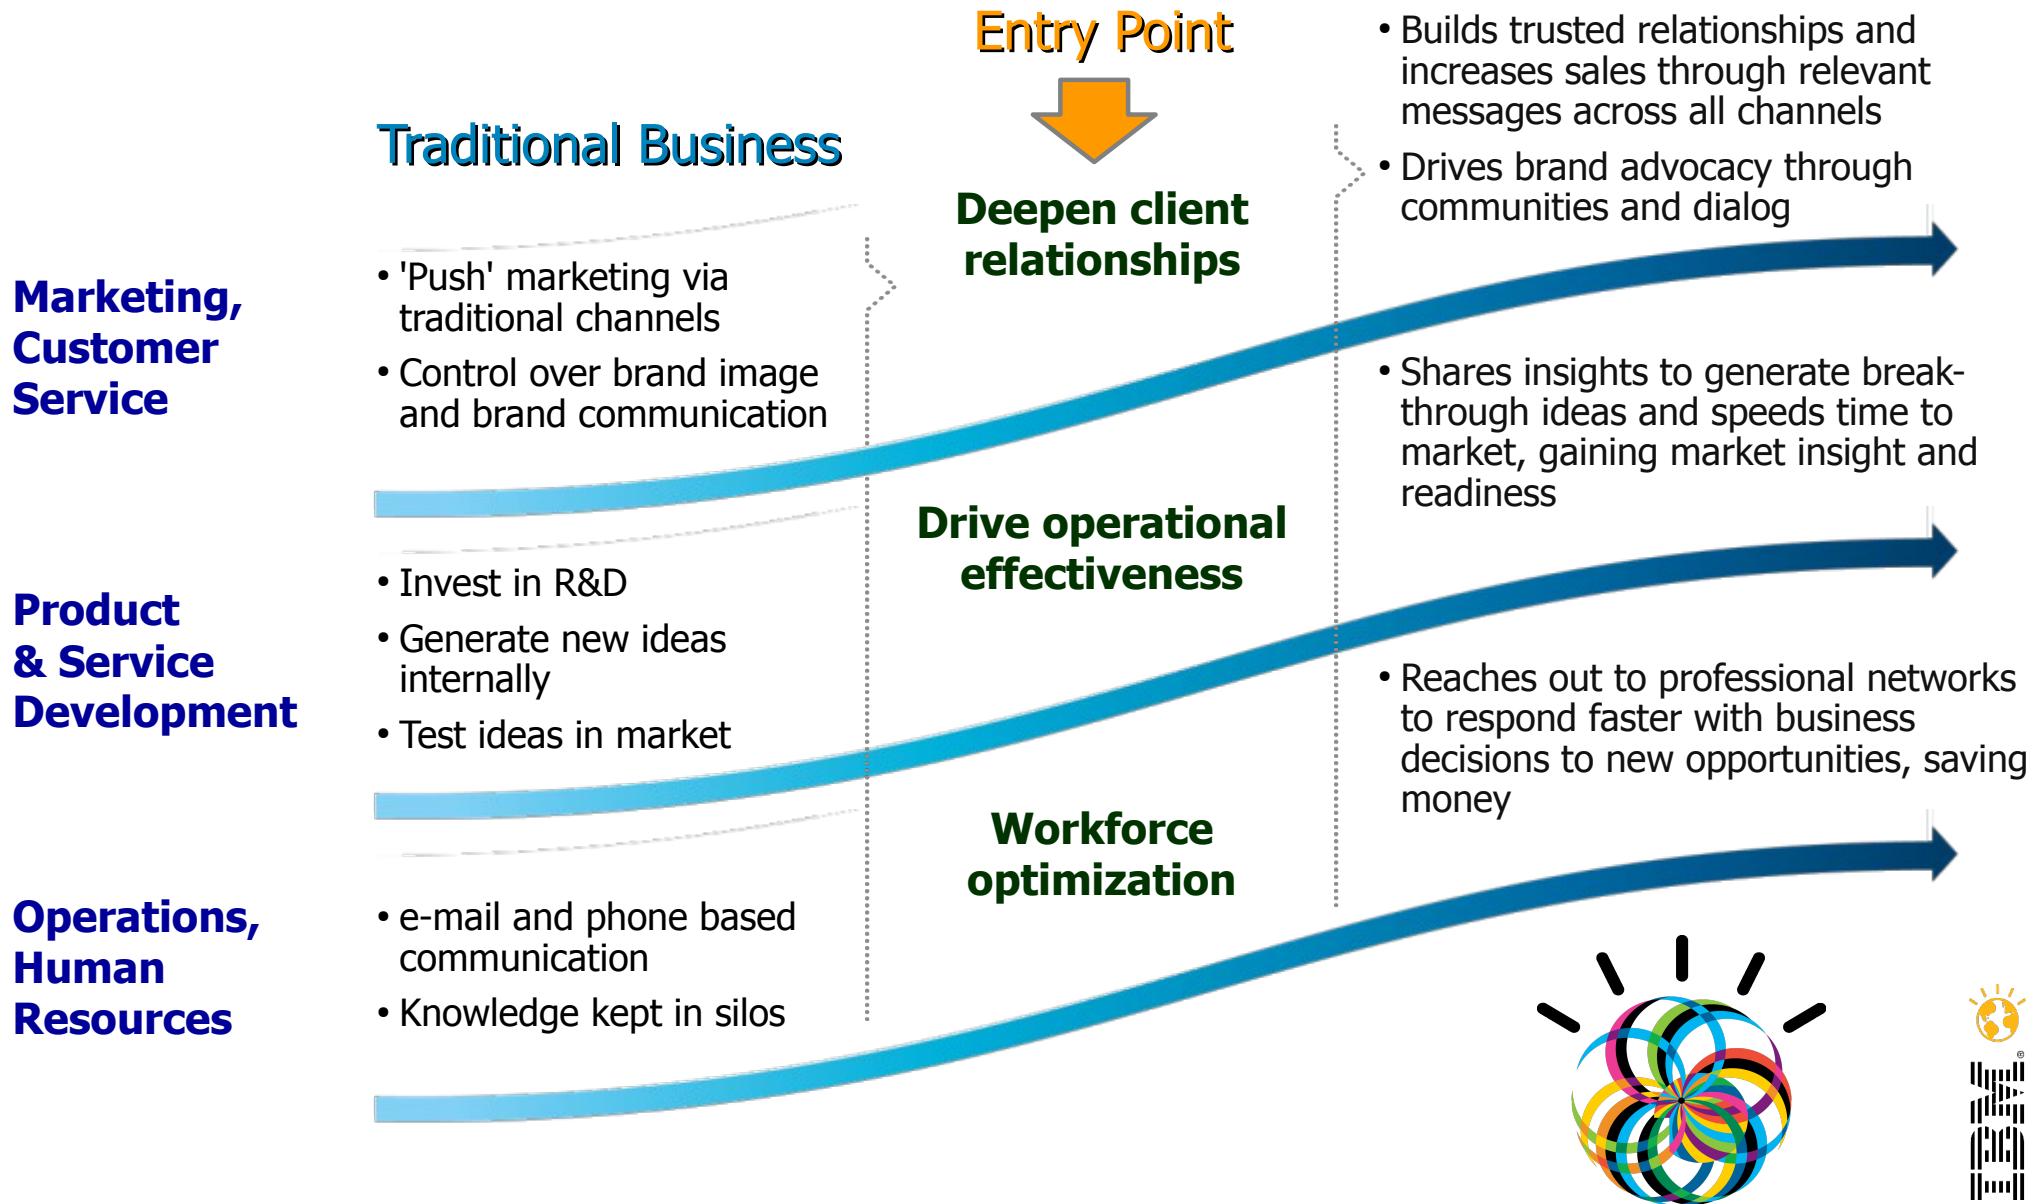 Entry Point
Traditional Business
• Builds trusted relationships and
increases sales through relevant
messages across all channels
• Drives brand advocacy through
communities and dialog
Marketing,
Customer
Service
• 'Push' marketing via
traditional channels
• Control over brand image
and brand communication
Deepen client
relationships
• Shares insights to generate break-
through ideas and speeds time to
market, gaining market insight and
readiness
Product
& Service
Development
• Invest in R&D
• Generate new ideas
internally
• Test ideas in market
Drive operational
effectiveness
• Reaches out to professional networks
to respond faster with business
decisions to new opportunities, saving
money
Operations,
Human
Resources
• e-mail and phone based
communication
• Knowledge kept in silos
Workforce
optimization
IBM®